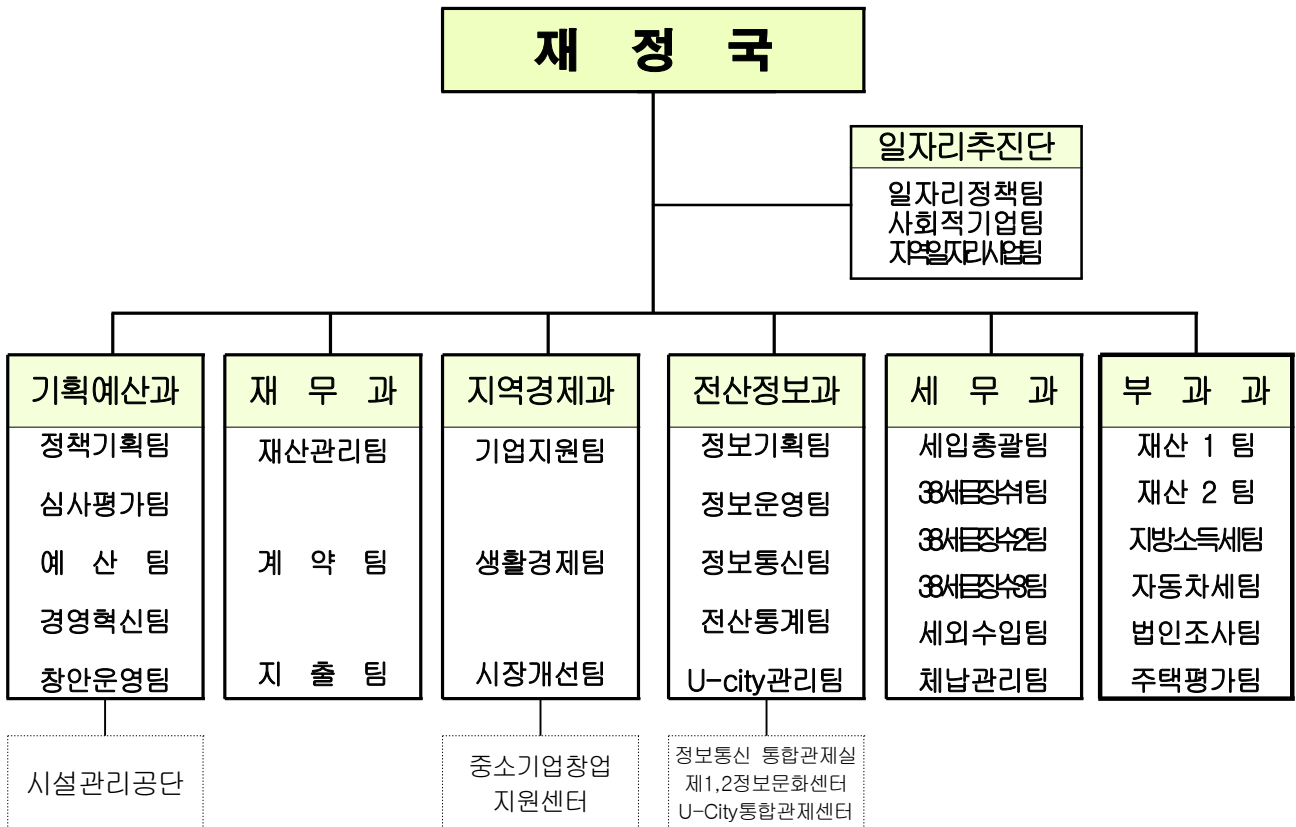 재 정 국
일자리추진단
일자리정책팀
사회적기업팀
지역일자리사업팀
기획예산과
정책기획팀
심사평가팀
예 산 팀
경영혁신팀
창안운영팀
시설관리공단
재 무 과
재산관리팀
계 약 팀
지 출 팀
지역경제과
기업지원팀
생활경제팀
시장개선팀
중소기업창업
지원센터
전산정보과
정보기획팀
정보운영팀
정보통신팀
전산통계팀
U-city관리팀
정보통신 통합관제실
제1,2정보문화센터
U-City통합관제센터
세 무 과
세입총괄팀
38세금징수1팀
38세금징수2팀
38세금징수3팀
세외수입팀
체납관리팀
부 과 과
재산 1 팀
재산 2 팀
지방소득세팀
자동차세팀
법인조사팀
주택평가팀